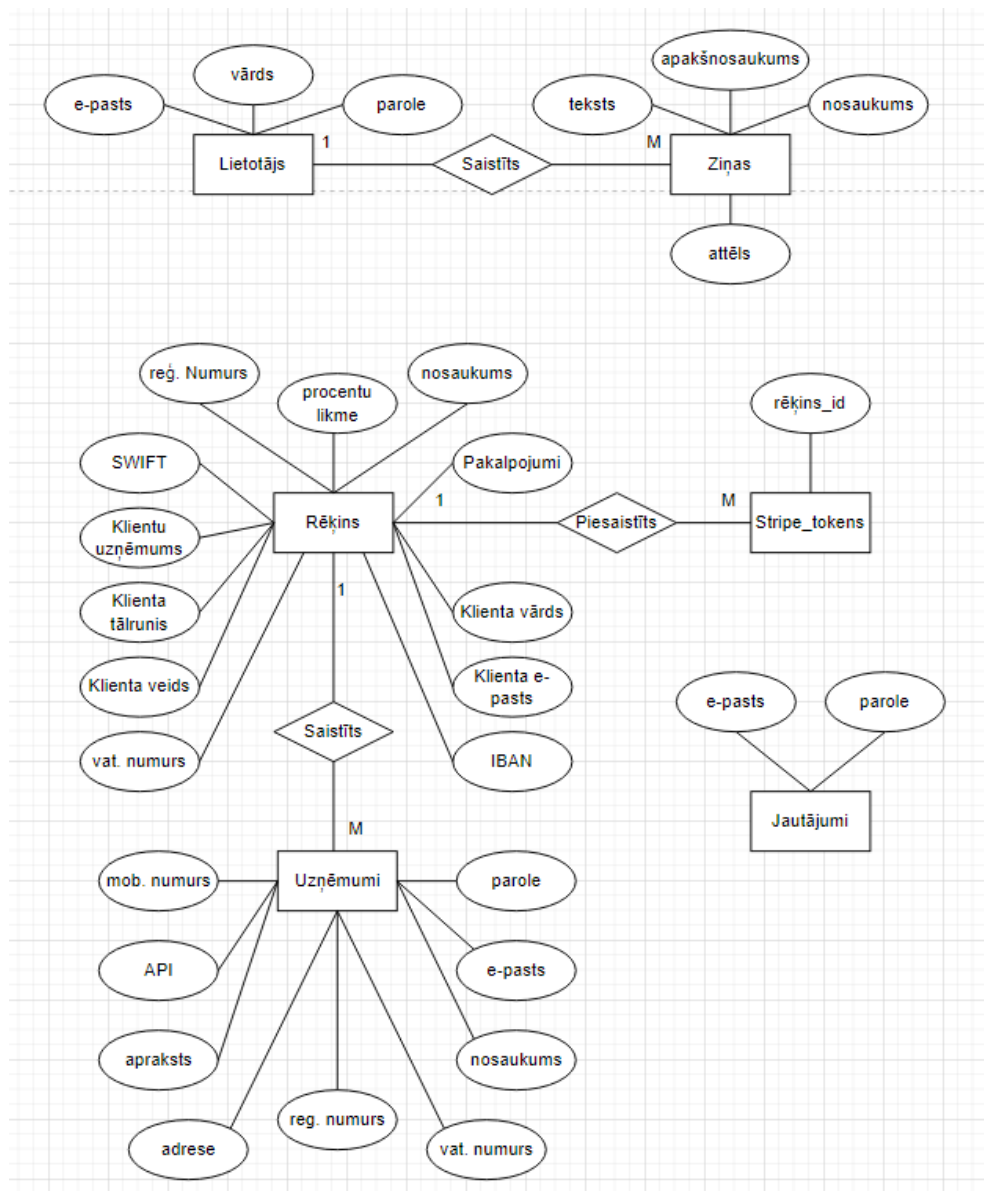 vārds
apakšnosaukums
e-pasts
parole
teksts
nosaukums
Lietotājs
1
Saistīts
M
Ziņas
attēls
reģ. Numurs
procentu
likme
nosaukums
rēķins_id
SWIFT
Pakalpojumi
Rēķins
1
Piesaistīts
M
Stripe_tokens
Klientu
uzņēmums
1
Klienta
tālrunis
Klienta vārds
Klienta veids
Klienta e-
pasts
e-pasts
parole
Saistīts
vat. numurs
IBAN
M
Jautājumi
mob. numurs
Uzņēmumi
parole
API
e-pasts
apraksts
nosaukums
reg. numurs
adrese
vat. numurs